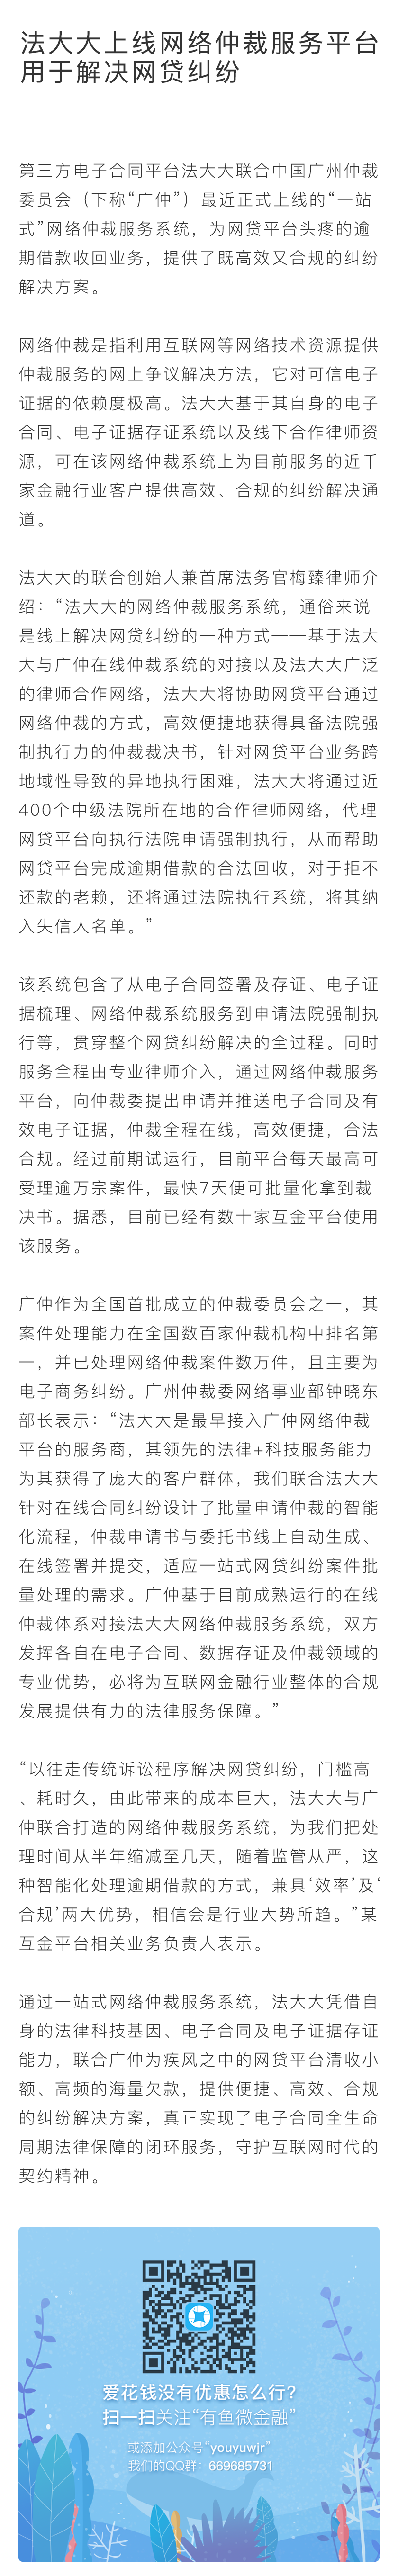 法大大上线网络仲裁服务平台
用于解决网贷纠纷
第三方电子合同平台法大大联合中国广州仲裁
委员会（下称“广仲”）最近正式上线的“一站
式”网络仲裁服务系统，为网贷平台头疼的逾
期借款收回业务，提供了既高效又合规的纠纷
解决方案。
网络仲裁是指利用互联网等网络技术资源提供
仲裁服务的网上争议解决方法，它对可信电子
证据的依赖度极高。法大大基于其自身的电子
合同、电子证据存证系统以及线下合作律师资
源，可在该网络仲裁系统上为目前服务的近千
家金融行业客户提供高效、合规的纠纷解决通
道。
法大大的联合创始人兼首席法务官梅臻律师介
绍：“法大大的网络仲裁服务系统，通俗来说
是线上解决网贷纠纷的一种方式——基于法大
大与广仲在线仲裁系统的对接以及法大大广泛
的律师合作网络，法大大将协助网贷平台通过
网络仲裁的方式，高效便捷地获得具备法院强
制执行力的仲裁裁决书，针对网贷平台业务跨
地域性导致的异地执行困难，法大大将通过近
400个中级法院所在地的合作律师网络，代理
网贷平台向执行法院申请强制执行，从而帮助
网贷平台完成逾期借款的合法回收，对于拒不
还款的老赖，还将通过法院执行系统，将其纳
入失信人名单。”
该系统包含了从电子合同签署及存证、电子证
据梳理、网络仲裁系统服务到申请法院强制执
行等，贯穿整个网贷纠纷解决的全过程。同时
服务全程由专业律师介入，通过网络仲裁服务
平台，向仲裁委提出申请并推送电子合同及有
效电子证据，仲裁全程在线，高效便捷，合法
合规。经过前期试运行，目前平台每天最高可
受理逾万宗案件，最快7天便可批量化拿到裁
决书。据悉，目前已经有数十家互金平台使用
该服务。
广仲作为全国首批成立的仲裁委员会之一，其
案件处理能力在全国数百家仲裁机构中排名第
一，并已处理网络仲裁案件数万件，且主要为
电子商务纠纷。广州仲裁委网络事业部钟晓东
部长表示：“法大大是最早接入广仲网络仲裁
平台的服务商，其领先的法律+科技服务能力
为其获得了庞大的客户群体，我们联合法大大
针对在线合同纠纷设计了批量申请仲裁的智能
化流程，仲裁申请书与委托书线上自动生成、
在线签署并提交，适应一站式网贷纠纷案件批
量处理的需求。广仲基于目前成熟运行的在线
仲裁体系对接法大大网络仲裁服务系统，双方
发挥各自在电子合同、数据存证及仲裁领域的
专业优势，必将为互联网金融行业整体的合规
发展提供有力的法律服务保障。”
“以往走传统诉讼程序解决网贷纠纷，门槛高
、耗时久，由此带来的成本巨大，法大大与广
仲联合打造的网络仲裁服务系统，为我们把处
理时间从半年缩减至几天，随着监管从严，这
种智能化处理逾期借款的方式，兼具‘效率’及‘
合规’两大优势，相信会是行业大势所趋。”某
互金平台相关业务负责人表示。
通过一站式网络仲裁服务系统，法大大凭借自
身的法律科技基因、电子合同及电子证据存证
能力，联合广仲为疾风之中的网贷平台清收小
额、高频的海量欠款，提供便捷、高效、合规
的纠纷解决方案，真正实现了电子合同全生命
周期法律保障的闭环服务，守护互联网时代的
契约精神。
爱花钱没有优惠怎么行?
扫一扫关注“有鱼微金融”
或添加公众号“youyuwjr”
我们的QQ群：669685731